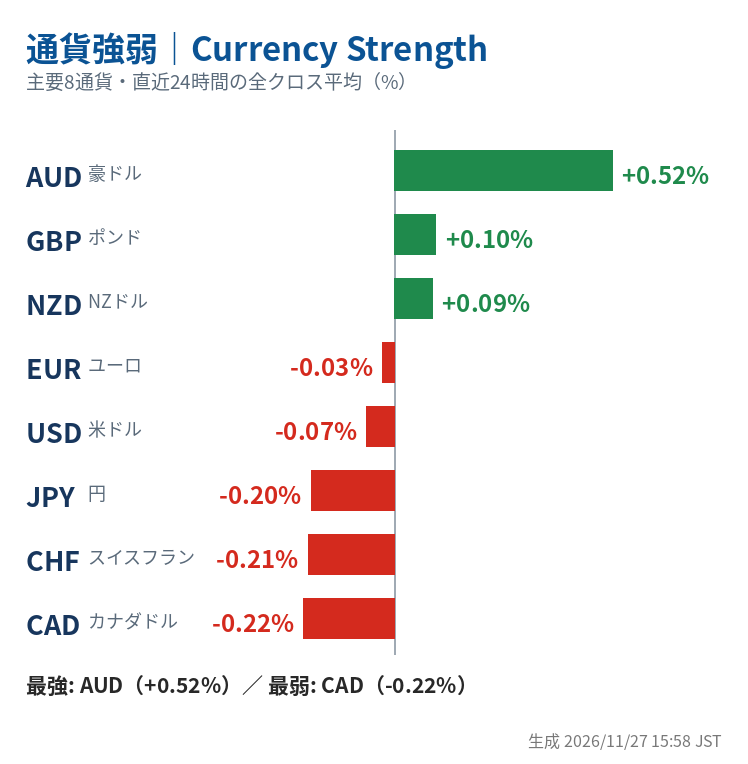 通貨強弱｜Currency Strength
主要8通貨・直近24時間の全クロス平均（%）
AUD 豪ドル +0.52%
GBP ポンド +0.10%
NZD NZドル +0.09%
EUR ユーロ -0.03%
USD 米ドル -0.07%
JPY 円 -0.20%
CHF スイスフラン -0.21%
CAD カナダドル -0.22%
最強: AUD（+0.52%）／ 最弱: CAD（-0.22%）
生成 2026/11/27 15:58 JST